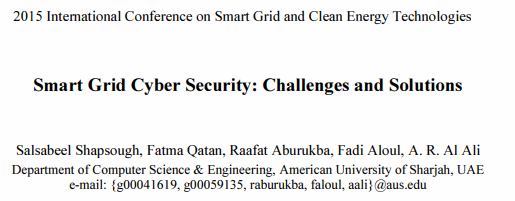 2015 International Conference on Smart Grid and Clean Energy Technologies
Smart Grid Cyber Security: Challenges and Solutions
Salsabeel Shapsough, Fatma Qatan, Raafat Aburukba, Fadi Aloul, A. R. Al Ali
Department of Computer Science & Engineering, American University of Sharjah, UAE
e-mail: {g00041619, g00059135, raburukba, faloul, aali}@aus.edu